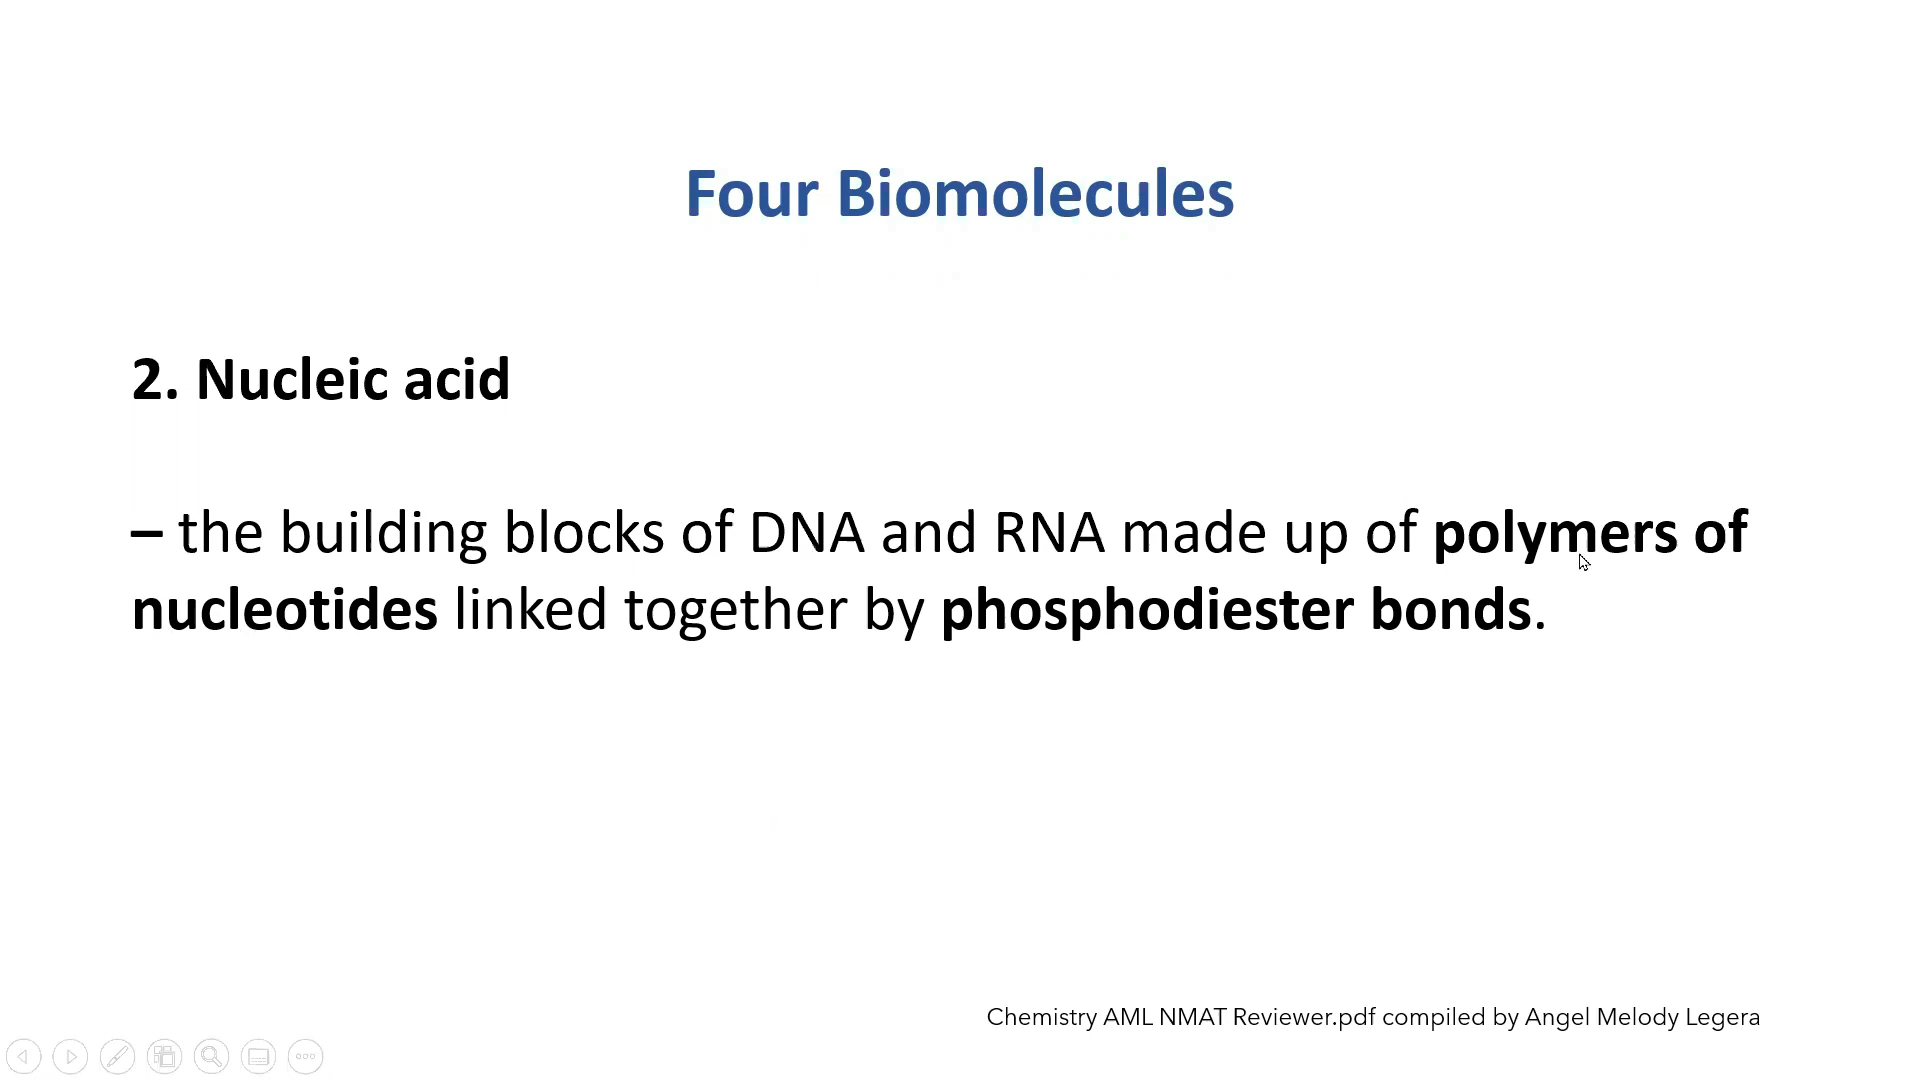 Four Biomolecules
2. Nucleic acid
– the building blocks of DNA and RNA made up of polymers of
nucleotides linked together by phosphodiester bonds.
Chemistry AML NMAT Reviewer.pdf compiled by Angel Melody Legera